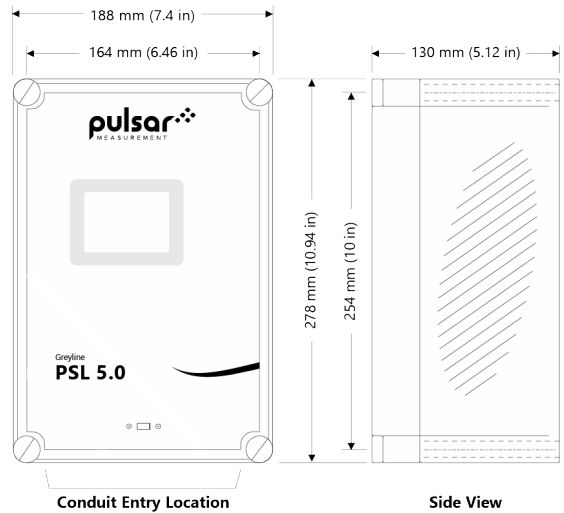 188 mm (7.4 in)
164 mm (6.46 in)
130 mm (5.12 in)
pulsar
MEASUREMENT
278 mm (10.94 in)
254 mm (10 in)
Greyline
PSL 5.0
Conduit Entry Location
Side View